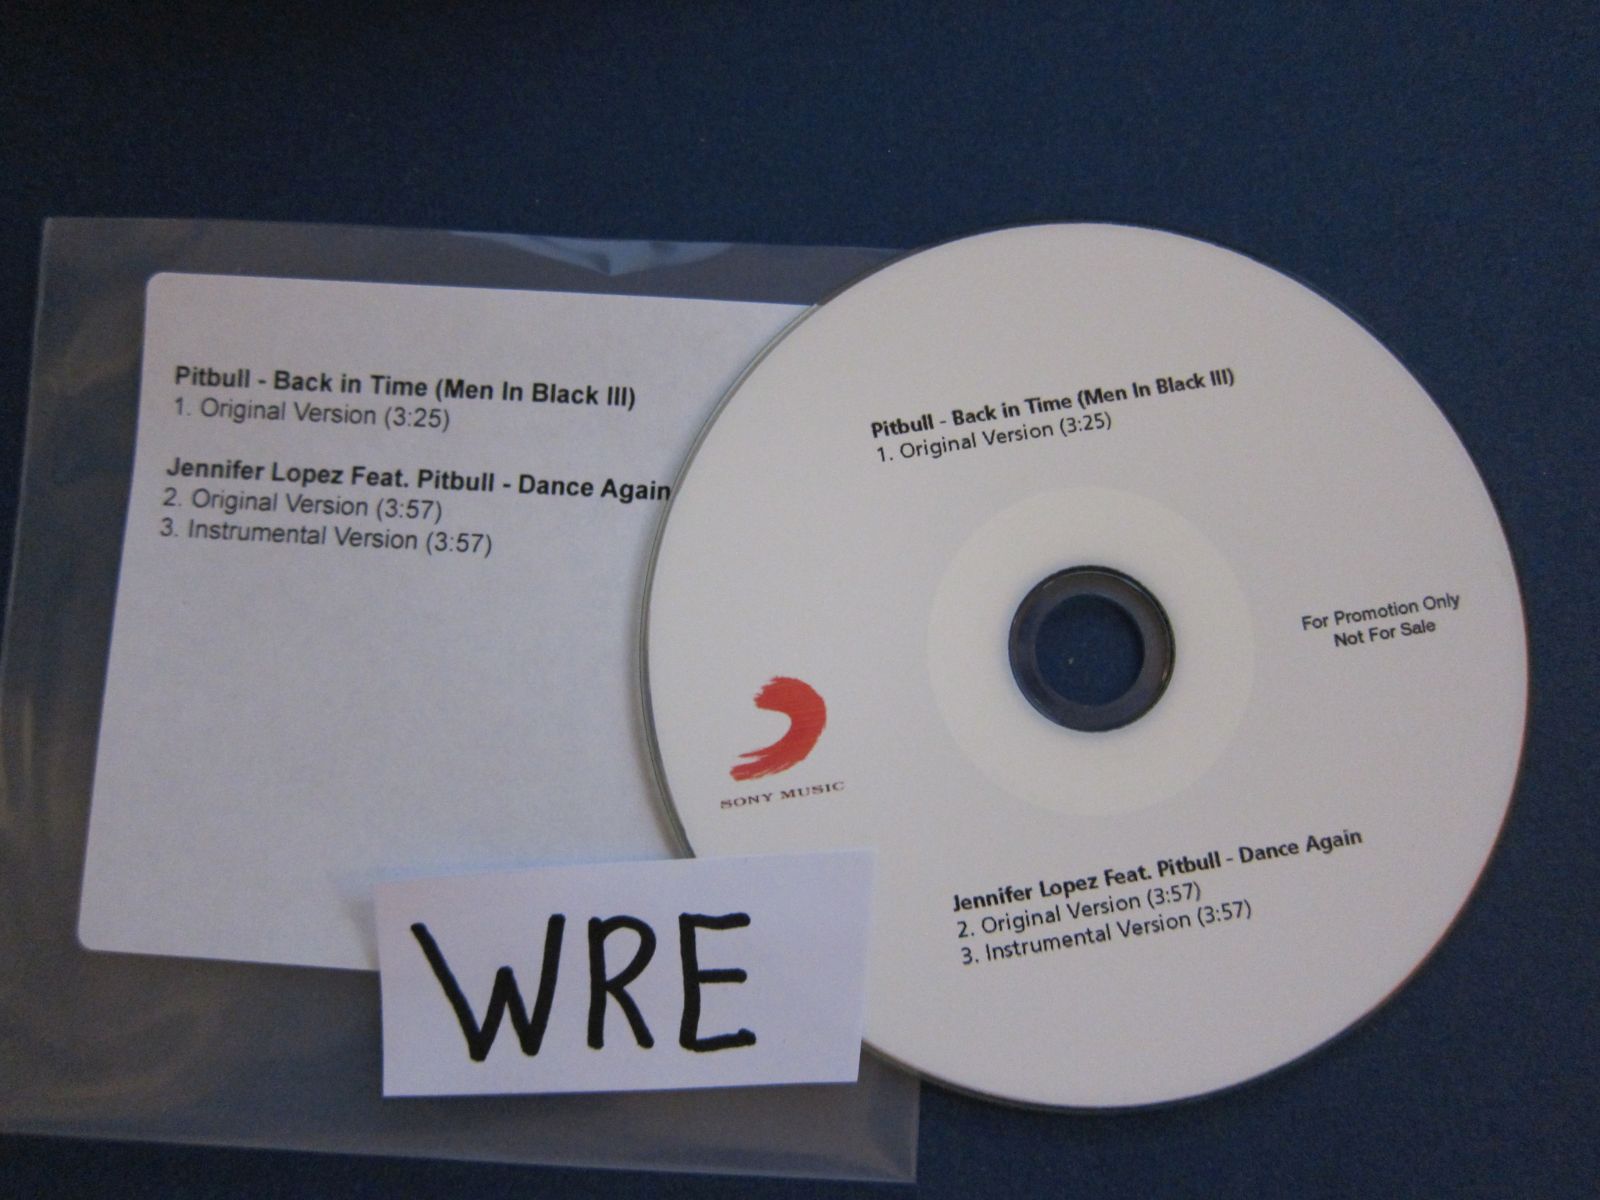 Pitbull - Back in Time (Men In Black III)
1. Original Version (3:25)
Jennifer Lopez Feat. Pitbull - Dance Again
2. Original Version (3:57)
3. Instrumental Version (3:57)
Pitbull - Back in Time (Men In Black III)
1. Original Version (3:25)
For Promotion Only
Not For Sale
SONY MUSIC
Jennifer Lopez Feat. Pitbull - Dance Again
2. Original Version (3:57)
3. Instrumental Version (3:57)
WRE